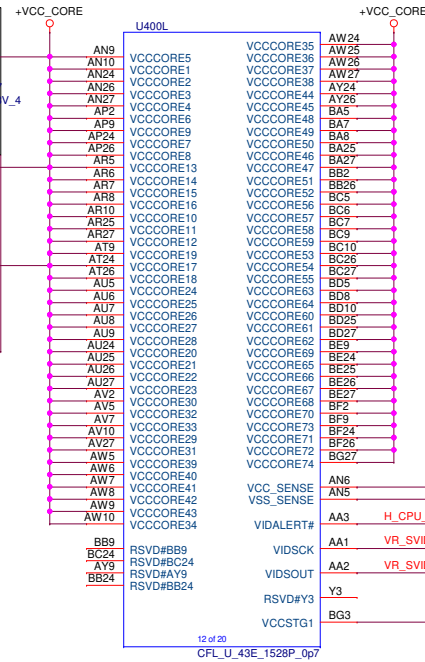 +VCC_CORE +VCC_CORE
U400L
V_4
AN9 VCCCORE5
AN10 VCCCORE1
AN24 VCCCORE2
AN26 VCCCORE3
AN27 VCCCORE4
AP2 VCCCORE6
AP9 VCCCORE9
AP24 VCCCORE7
AP26 VCCCORE8
AR5 VCCCORE13
AR6 VCCCORE14
AR7 VCCCORE15
AR8 VCCCORE16
AR10 VCCCORE10
AR25 VCCCORE11
AR27 VCCCORE12
AT9 VCCCORE19
AT24 VCCCORE17
AT26 VCCCORE18
AU5 VCCCORE24
AU6 VCCCORE25
AU7 VCCCORE26
AU8 VCCCORE27
AU9 VCCCORE28
AU24 VCCCORE20
AU25 VCCCORE21
AU26 VCCCORE22
AU27 VCCCORE23
AV2 VCCCORE30
AV5 VCCCORE32
AV7 VCCCORE33
AV10 VCCCORE29
AV27 VCCCORE31
AW5 VCCCORE39
AW6 VCCCORE40
AW7 VCCCORE41
AW8 VCCCORE42
AW9 VCCCORE43
AW10 VCCCORE34
BB9 RSVD#BB9
BC24 RSVD#BC24
AY9 RSVD#AY9
BB24 RSVD#BB24
VCCCORE35 AW24
VCCCORE36 AW25
VCCCORE37 AW26
VCCCORE38 AW27
VCCCORE44 AY24
VCCCORE45 AY26
VCCCORE48 BA5
VCCCORE49 BA7
VCCCORE50 BA8
VCCCORE46 BA25
VCCCORE47 BA27
VCCCORE51 BB2
VCCCORE52 BB26
VCCCORE56 BC5
VCCCORE57 BC6
VCCCORE58 BC7
VCCCORE59 BC9
VCCCORE53 BC10
VCCCORE54 BC26
VCCCORE55 BC27
VCCCORE63 BD5
VCCCORE64 BD8
VCCCORE60 BD10
VCCCORE61 BD25
VCCCORE62 BD27
VCCCORE69 BE9
VCCCORE65 BE24
VCCCORE66 BE25
VCCCORE67 BE26
VCCCORE68 BE27
VCCCORE70 BF2
VCCCORE73 BF9
VCCCORE71 BF24
VCCCORE72 BF26
VCCCORE74 BG27
VCC_SENSE AN6
VSS_SENSE AN5
VIDALERT# AA3 H_CPU_
VIDSCK AA1 VR_SVI
VIDSOUT AA2 VR_SVI
RSVD#Y3 Y3
VCCSTG1 BG3
12 of 20
CFL_U_43E_1528P_0p7